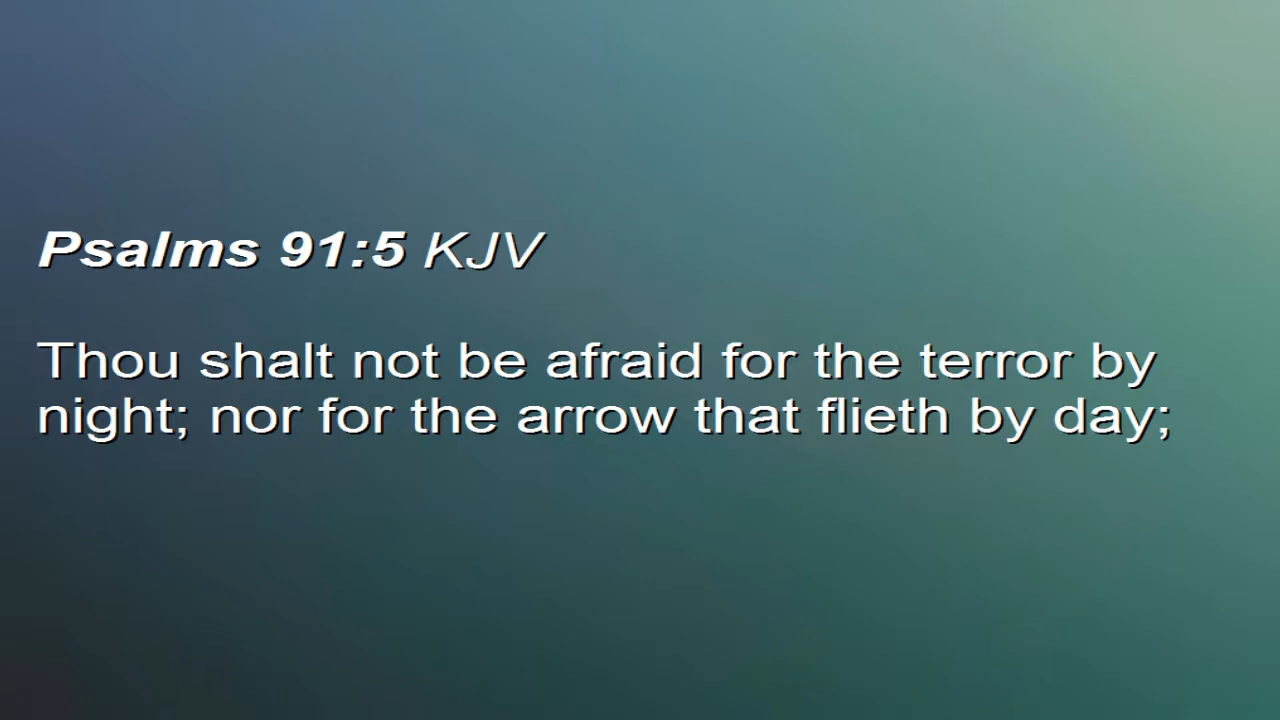 Psalms 91:5 KJV
Thou shalt not be afraid for the terror by
night; nor for the arrow that flieth by day;